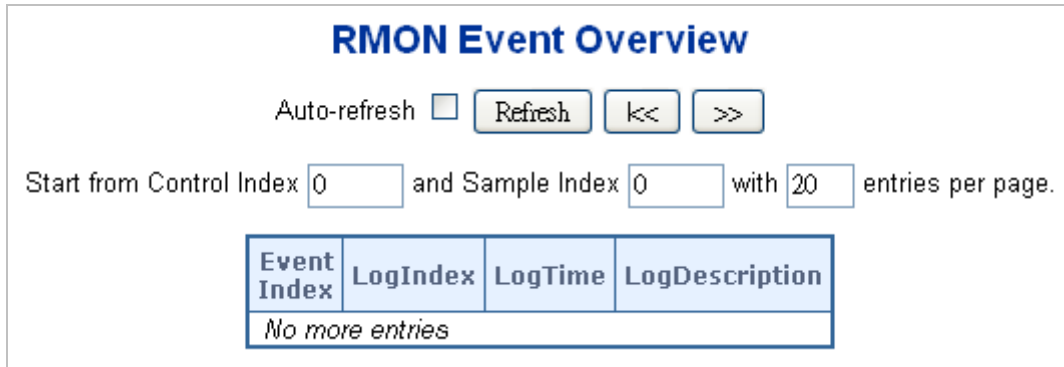 RMON Event Overview
Auto-refresh Refresh |<< >>
Start from Control Index 0 and Sample Index 0 with 20 entries per page.
Event Index LogIndex LogTime LogDescription
No more entries